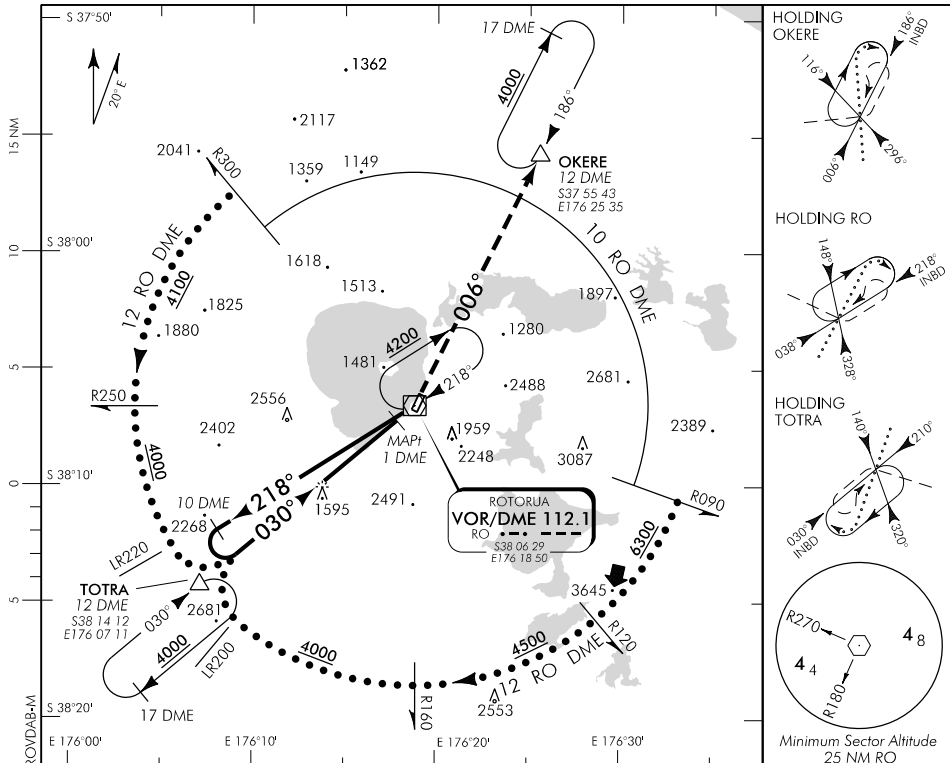 S 37°50'
17 DME
1362
4000
186°
20° E
2117
15 NM
2041
R300
1359
1149
OKERE
12 DME
S37 55 43
E176 25 35
S 38°00'
10
12 RO DME
4100
1618
10 RO DME
1513
006°
1897
1825
1880
4200
1280
5
1481
218°
2488
2681
R250
2556
2402
MAPt
1 DME
1959
2248
3087
2389
4000
S 38°10'
0
10 DME
218°
030°
2268
1595
2491
ROTORUA
VOR/DME 112.1
RO
S38 06 29
E176 18 50
R090
6300
LR220
TOTRA
12 DME
S38 14 12
E176 07 11
030°
2681
4000
LR200
3645
R120
5
4000
4500
12 RO DME
R160
2553
17 DME
S 38°20'
ROVDAB-M
E 176°00'
E 176°10'
E 176°20'
E 176°30'
HOLDING
OKERE
186°
INBD
116°
006°
296°
HOLDING RO
148°
218°
INBD
038°
328°
HOLDING
TOTRA
140°
210°
030°
INBD
320°
R270
4 8
4 4
R180
Minimum Sector Altitude
25 NM RO